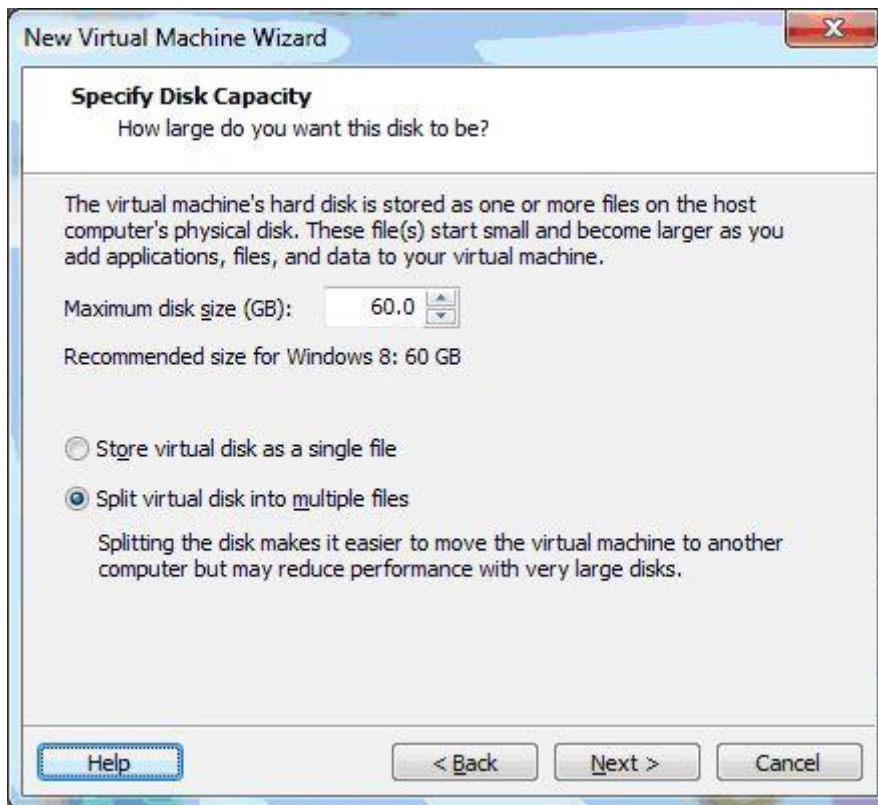 New Virtual Machine Wizard
Specify Disk Capacity
How large do you want this disk to be?
The virtual machine's hard disk is stored as one or more files on the host
computer's physical disk. These file(s) start small and become larger as you
add applications, files, and data to your virtual machine.
Maximum disk size (GB): 60.0
Recommended size for Windows 8: 60 GB
Store virtual disk as a single file
Split virtual disk into multiple files
Splitting the disk makes it easier to move the virtual machine to another
computer but may reduce performance with very large disks.
Help < Back Next > Cancel